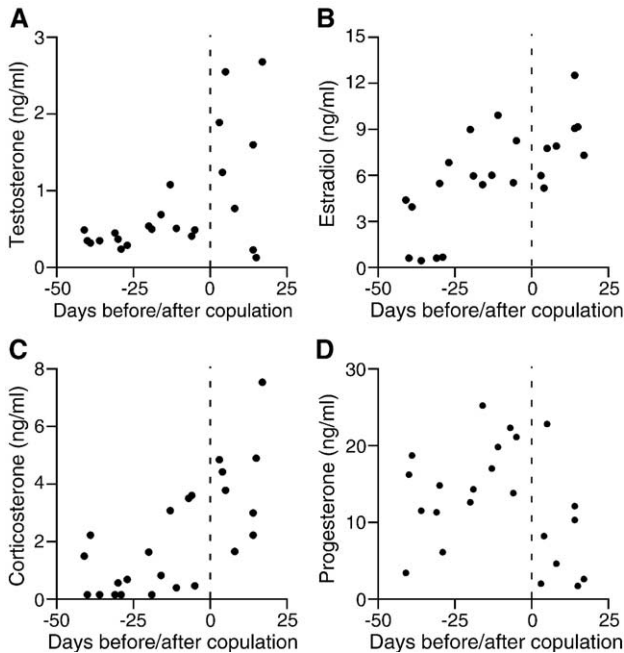 A
Testosterone (ng/ml)
3
2
1
0
-50 -25 0 25
Days before/after copulation
B
Estradiol (ng/ml)
15
12
9
6
3
0
-50 -25 0 25
Days before/after copulation
C
Corticosterone (ng/ml)
8
6
4
2
0
-50 -25 0 25
Days before/after copulation
D
Progesterone (ng/ml)
30
20
10
0
-50 -25 0 25
Days before/after copulation